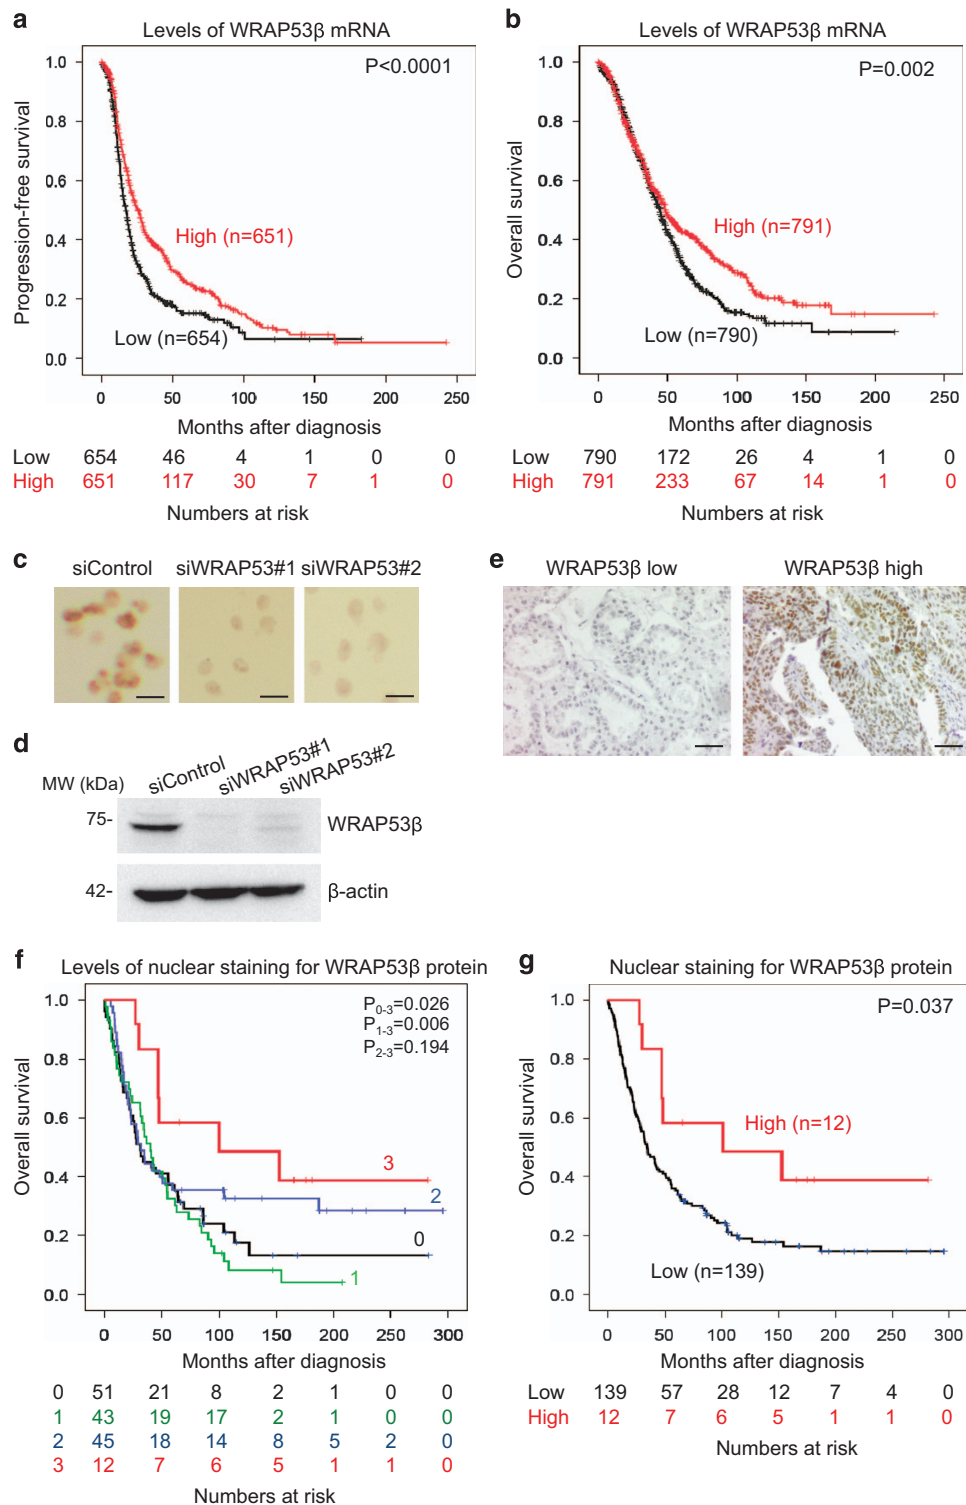 a
Levels of WRAP53β mRNA
P<0.0001
Progression-free survival
1.0
0.8
0.6
0.4
0.2
0.0
High (n=651)
Low (n=654)
0 50 100 150 200 250
Months after diagnosis
Low 654 46 4 1 0 0
High 651 117 30 7 1 0
Numbers at risk
b
Levels of WRAP53β mRNA
P=0.002
Overall survival
1.0
0.8
0.6
0.4
0.2
0.0
High (n=791)
Low (n=790)
0 50 100 150 200 250
Months after diagnosis
Low 790 172 26 4 1 0
High 791 233 67 14 1 0
Numbers at risk
c
siControl siWRAP53#1 siWRAP53#2
d
MW (kDa)
siControl
siWRAP53#1
siWRAP53#2
75-
WRAP53β
42-
β-actin
e
WRAP53β low
WRAP53β high
f
Levels of nuclear staining for WRAP53β protein
P0-3=0.026
P1-3=0.006
P2-3=0.194
Overall survival
1.0
0.8
0.6
0.4
0.2
0.0
3
2
0
1
0 50 100 150 200 250 300
Months after diagnosis
0 51 21 8 2 1 0 0
1 43 19 17 2 1 0 0
2 45 18 14 8 5 2 0
3 12 7 6 5 1 1 0
Numbers at risk
g
Nuclear staining for WRAP53β protein
P=0.037
Overall survival
1.0
0.8
0.6
0.4
0.2
0.0
High (n=12)
Low (n=139)
0 50 100 150 200 250 300
Months after diagnosis
Low 139 57 28 12 7 4 0
High 12 7 6 5 1 1 0
Numbers at risk